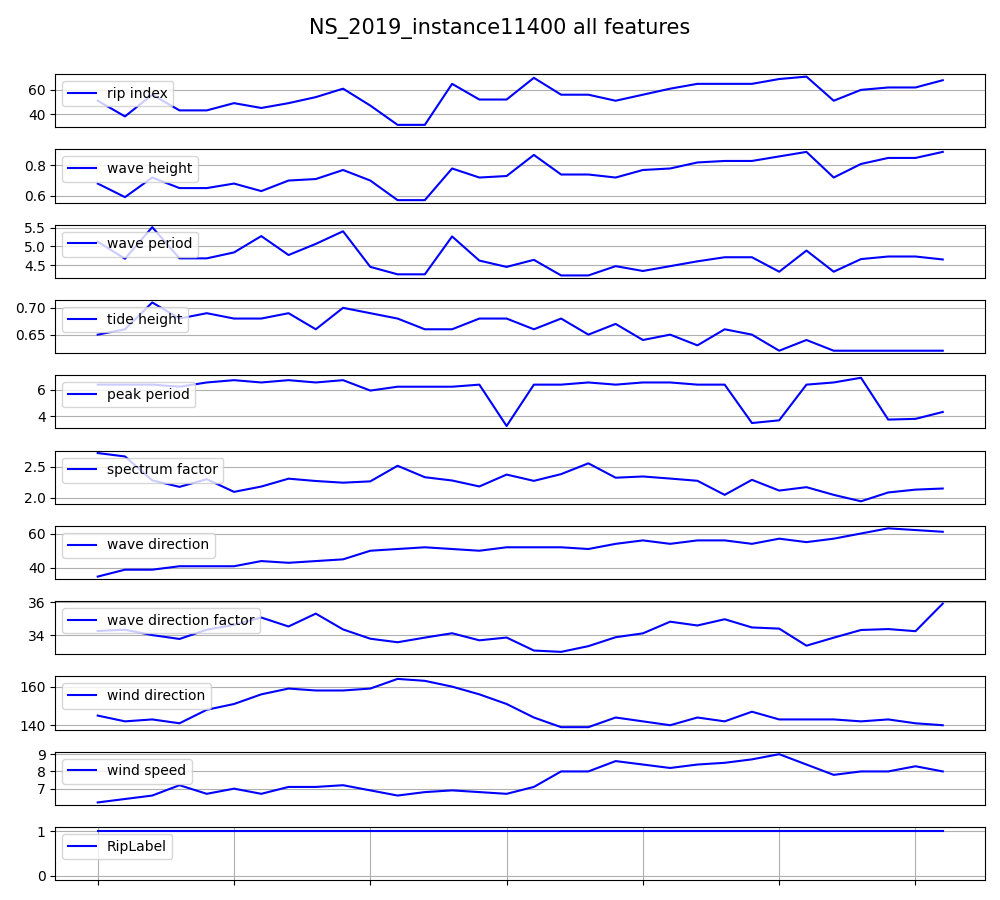 NS_2019_instance11400 all features
60
40
rip index
0.8
0.6
wave height
5.5
5.0
4.5
wave period
0.70
0.65
tide height
6
4
peak period
2.5
2.0
spectrum factor
60
40
wave direction
36
34
wave direction factor
160
140
wind direction
9
8
7
wind speed
1
0
RipLabel